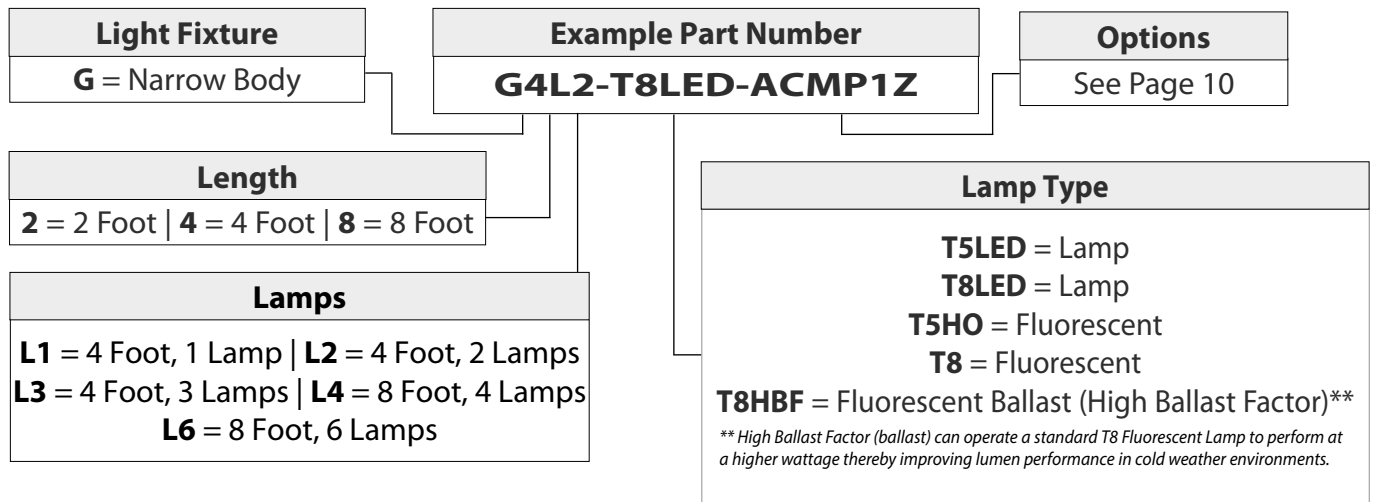 Light Fixture
G = Narrow Body
Example Part Number
G4L2-T8LED-ACMP1Z
Options
See Page 10
Length
2 = 2 Foot | 4 = 4 Foot | 8 = 8 Foot
Lamps
L1 = 4 Foot, 1 Lamp | L2 = 4 Foot, 2 Lamps
L3 = 4 Foot, 3 Lamps | L4 = 8 Foot, 4 Lamps
L6 = 8 Foot, 6 Lamps
Lamp Type
T5LED = Lamp
T8LED = Lamp
T5HO = Fluorescent
T8 = Fluorescent
T8HBF = Fluorescent Ballast (High Ballast Factor)**
** High Ballast Factor (ballast) can operate a standard T8 Fluorescent Lamp to perform at
a higher wattage thereby improving lumen performance in cold weather environments.